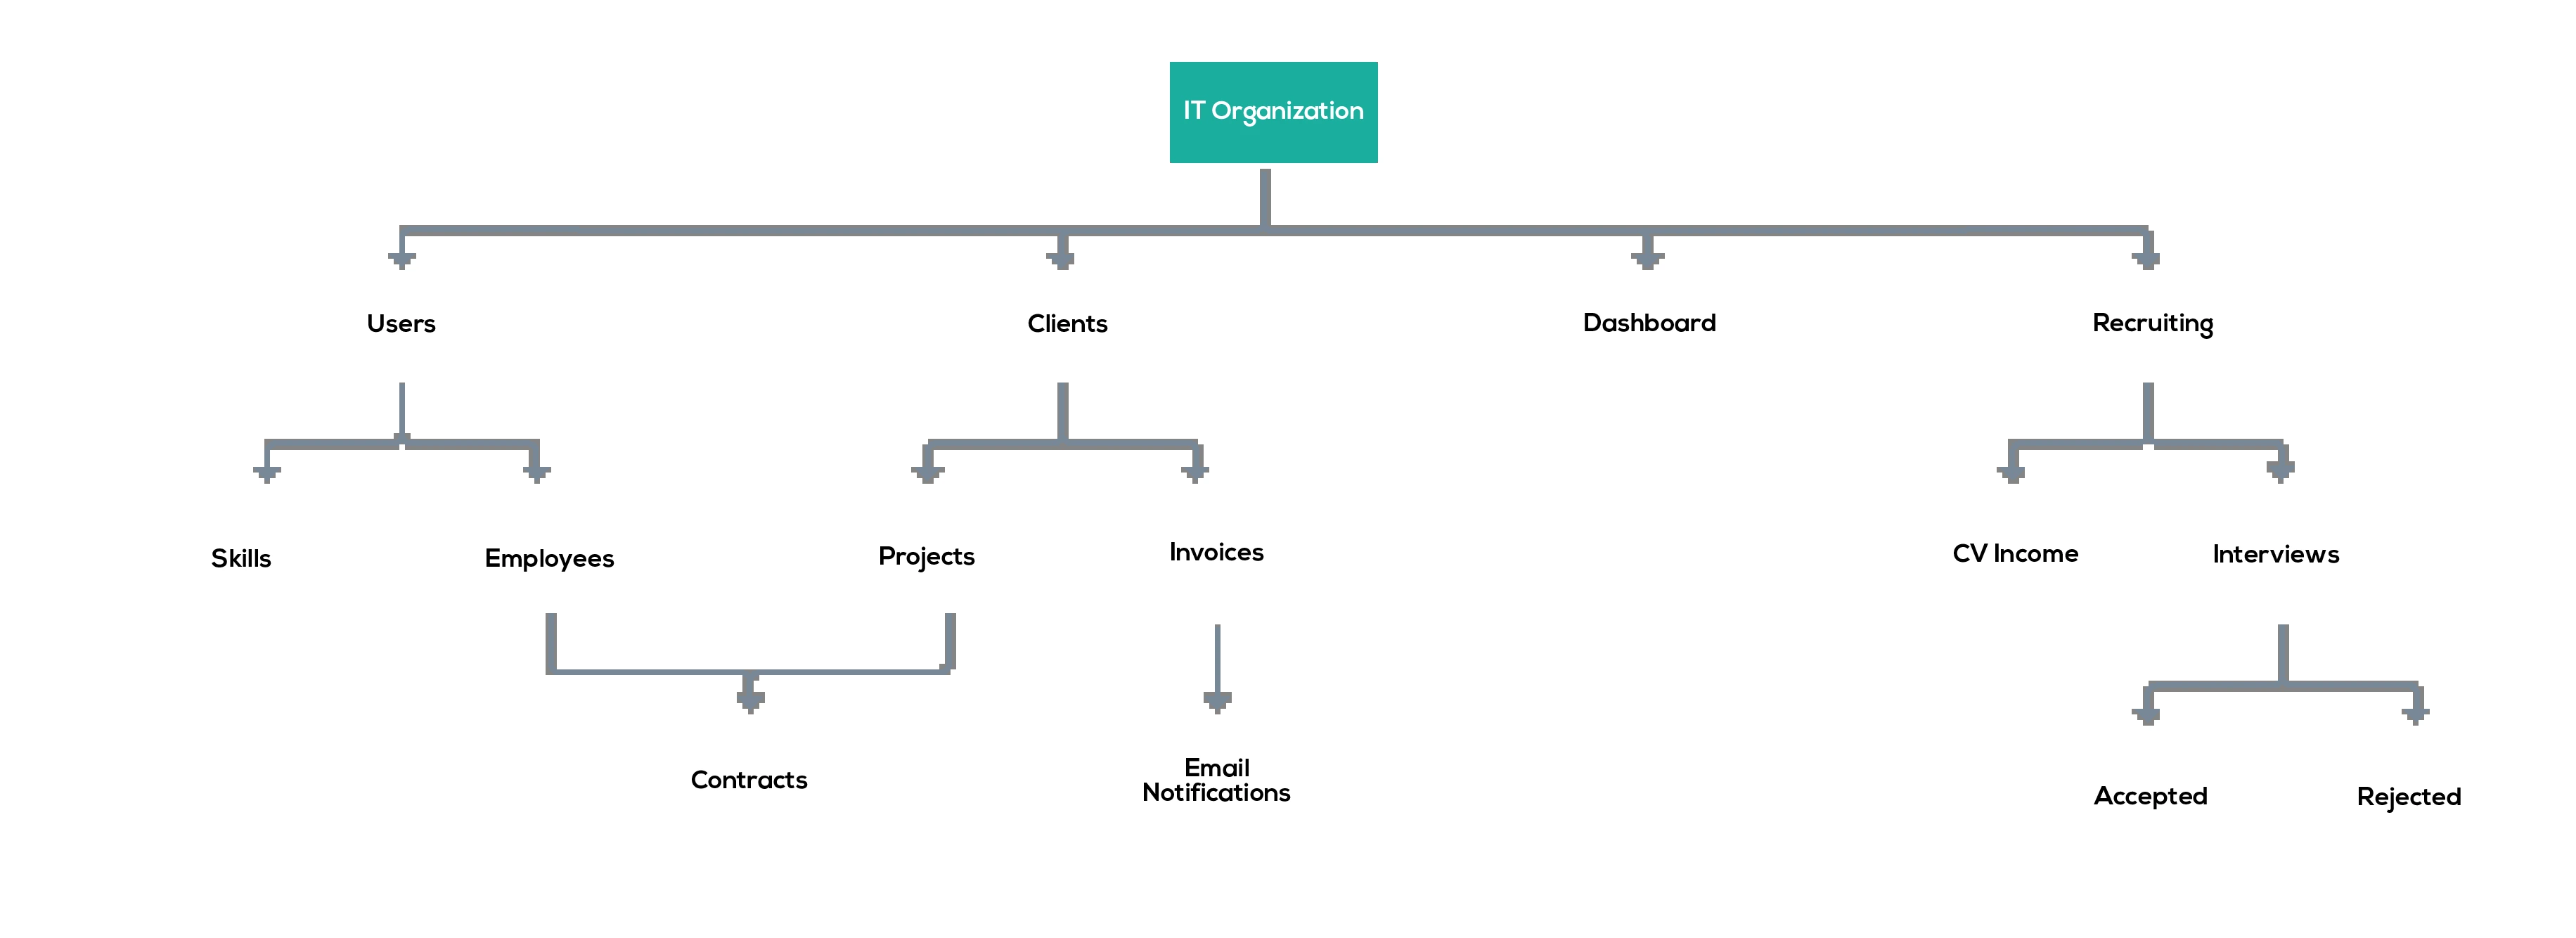 IT Organization
Users
Clients
Dashboard
Recruiting
Skills
Employees
Projects
Invoices
CV Income
Interviews
Contracts
Email
Notifications
Accepted
Rejected